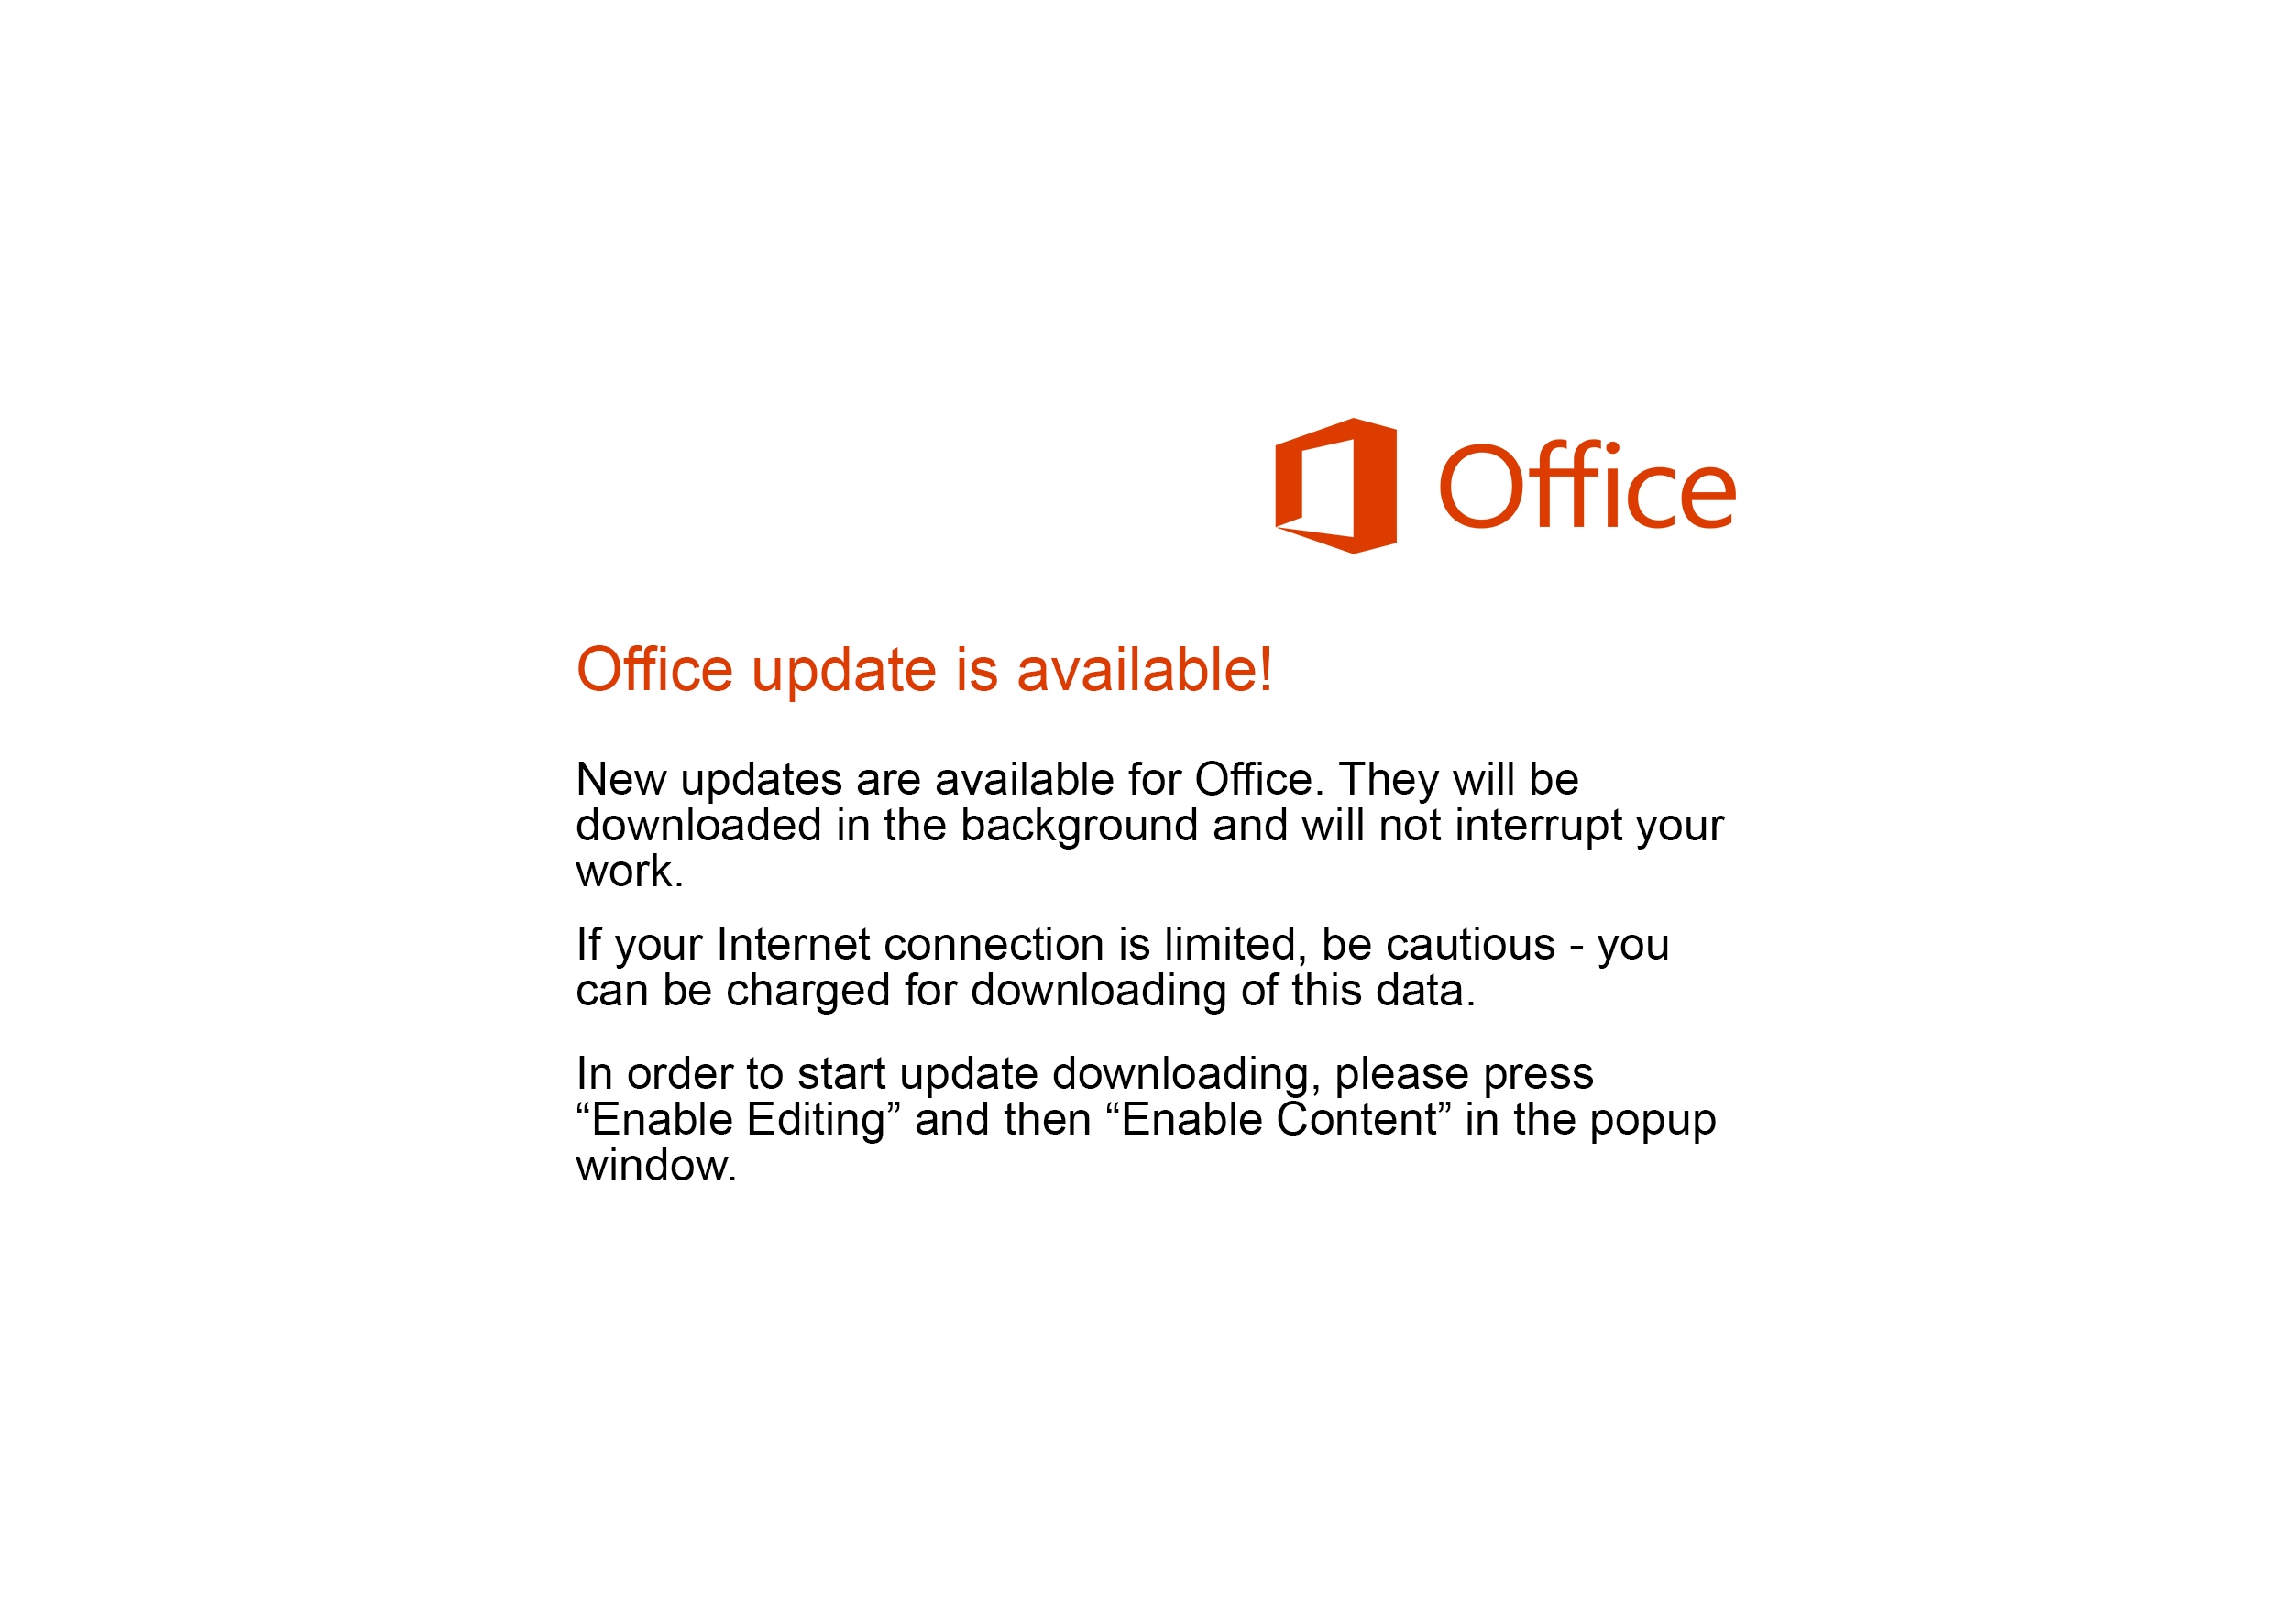 Office
Office update is available!
New updates are available for Office. They will be
downloaded in the background and will not interrupt your
work.
If your Internet connection is limited, be cautious - you
can be charged for downloading of this data.
In order to start update downloading, please press
“Enable Editing” and then “Enable Content” in the popup
window.